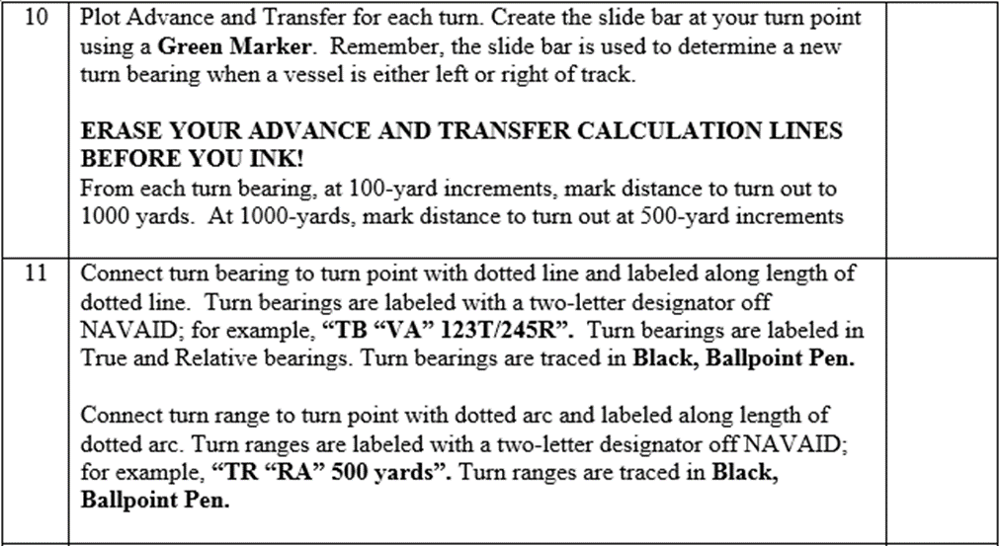 10 Plot Advance and Transfer for each turn. Create the slide bar at your turn point
using a Green Marker.  Remember, the slide bar is used to determine a new
turn bearing when a vessel is either left or right of track.
ERASE YOUR ADVANCE AND TRANSFER CALCULATION LINES
BEFORE YOU INK!
From each turn bearing, at 100-yard increments, mark distance to turn out to
1000 yards.  At 1000-yards, mark distance to turn out at 500-yard increments
11 Connect turn bearing to turn point with dotted line and labeled along length of
dotted line.  Turn bearings are labeled with a two-letter designator off
NAVAID; for example, “TB “VA” 123T/245R”.  Turn bearings are labeled in
True and Relative bearings. Turn bearings are traced in Black, Ballpoint Pen.
Connect turn range to turn point with dotted arc and labeled along length of
dotted arc. Turn ranges are labeled with a two-letter designator off NAVAID;
for example, “TR “RA” 500 yards”. Turn ranges are traced in Black,
Ballpoint Pen.